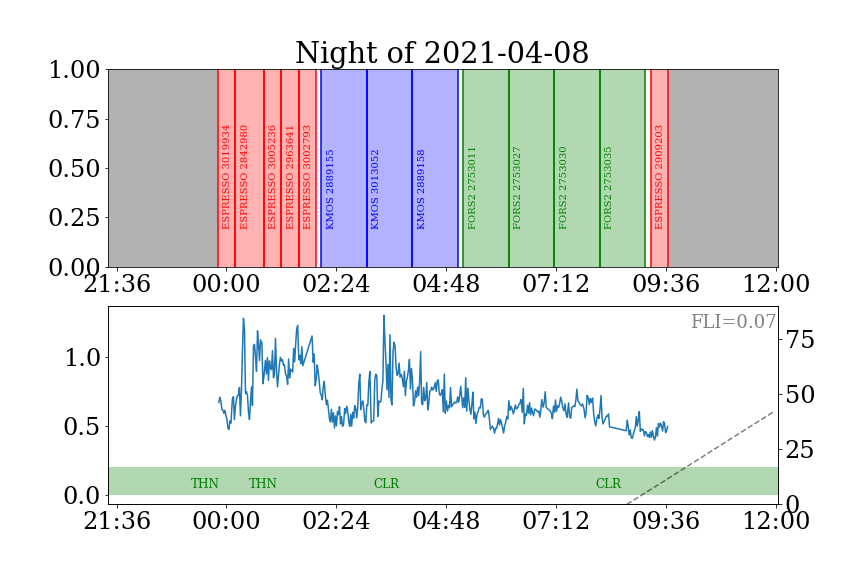 Night of 2021-04-08
1.00
0.75
0.50
0.25
0.00
ESPRESSO 3019934
ESPRESSO 2842980
ESPRESSO 3005236
ESPRESSO 2963641
ESPRESSO 3002793
KMOS 2889155
KMOS 3013052
KMOS 2889158
FORS2 2753011
FORS2 2753027
FORS2 2753030
FORS2 2753035
ESPRESSO 2909203
21:36 00:00 02:24 04:48 07:12 09:36 12:00
FLI=0.07
1.0
0.5
0.0
75
50
25
0
THN THN CLR CLR
21:36 00:00 02:24 04:48 07:12 09:36 12:00